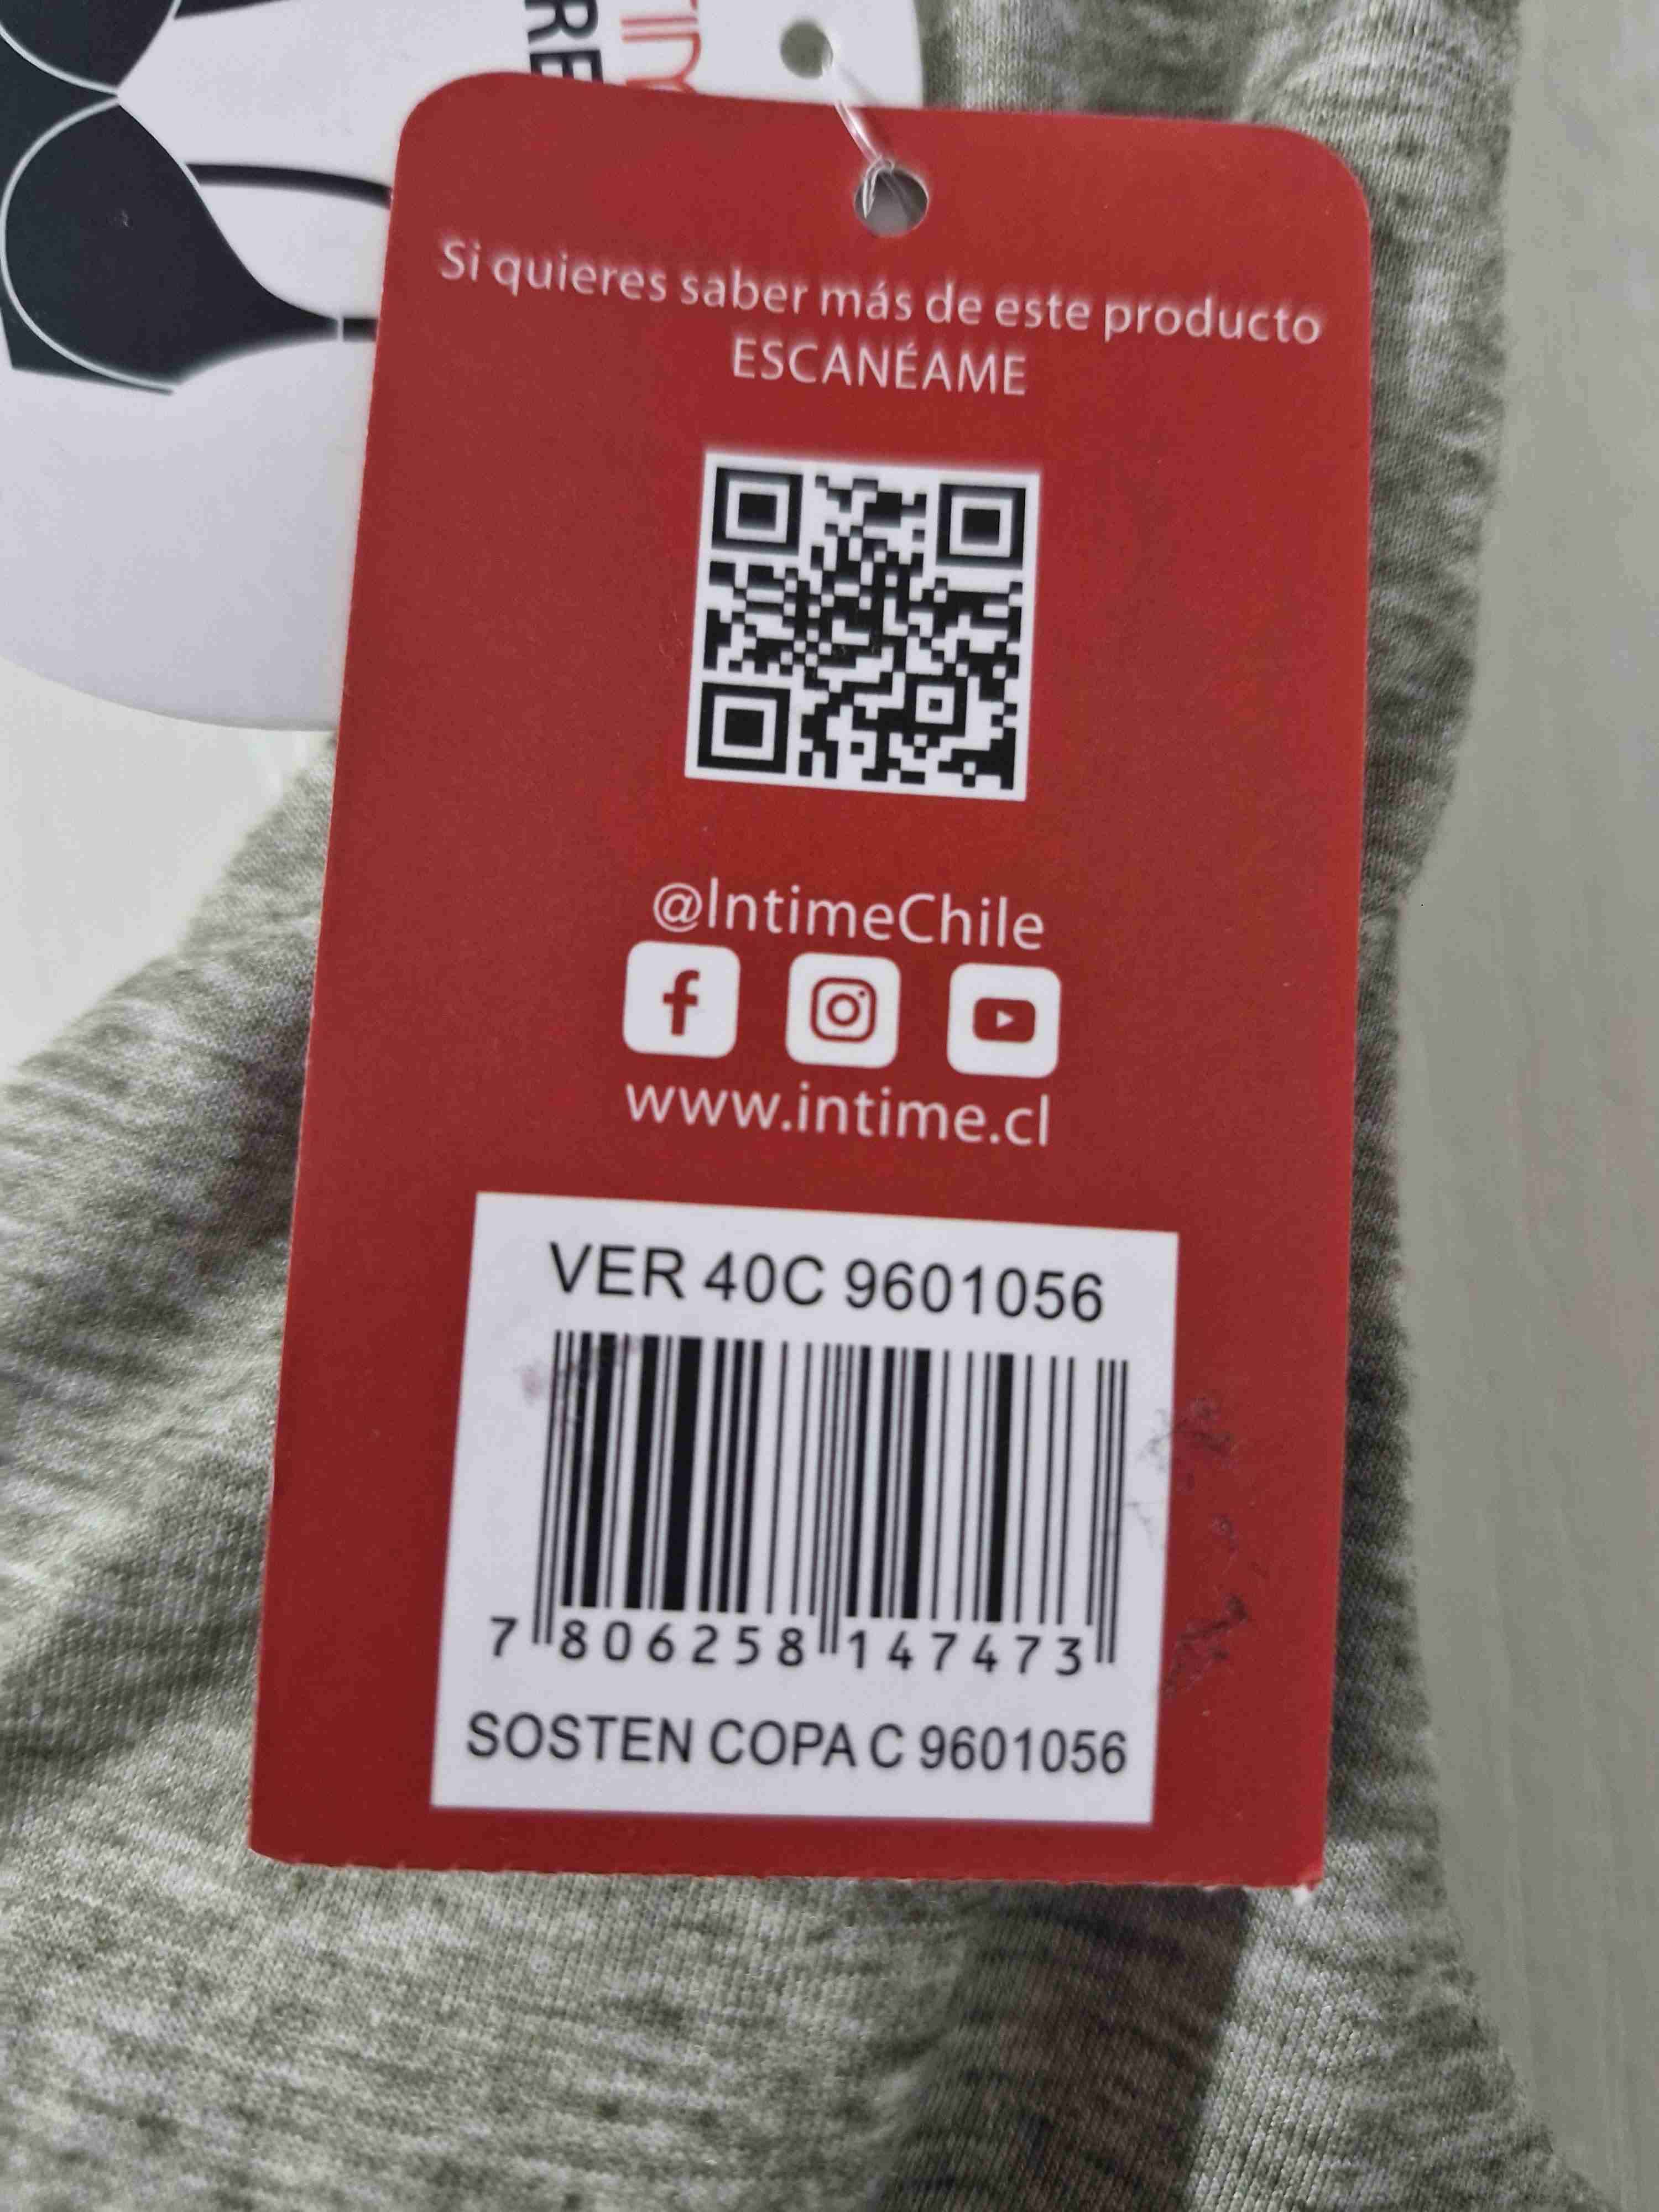 Si quieres saber más de este producto
ESCANÉAME
@IntimeChile
www.intime.cl
VER 40C 9601056
7 806258 147473
SOSTEN COPA C 9601056